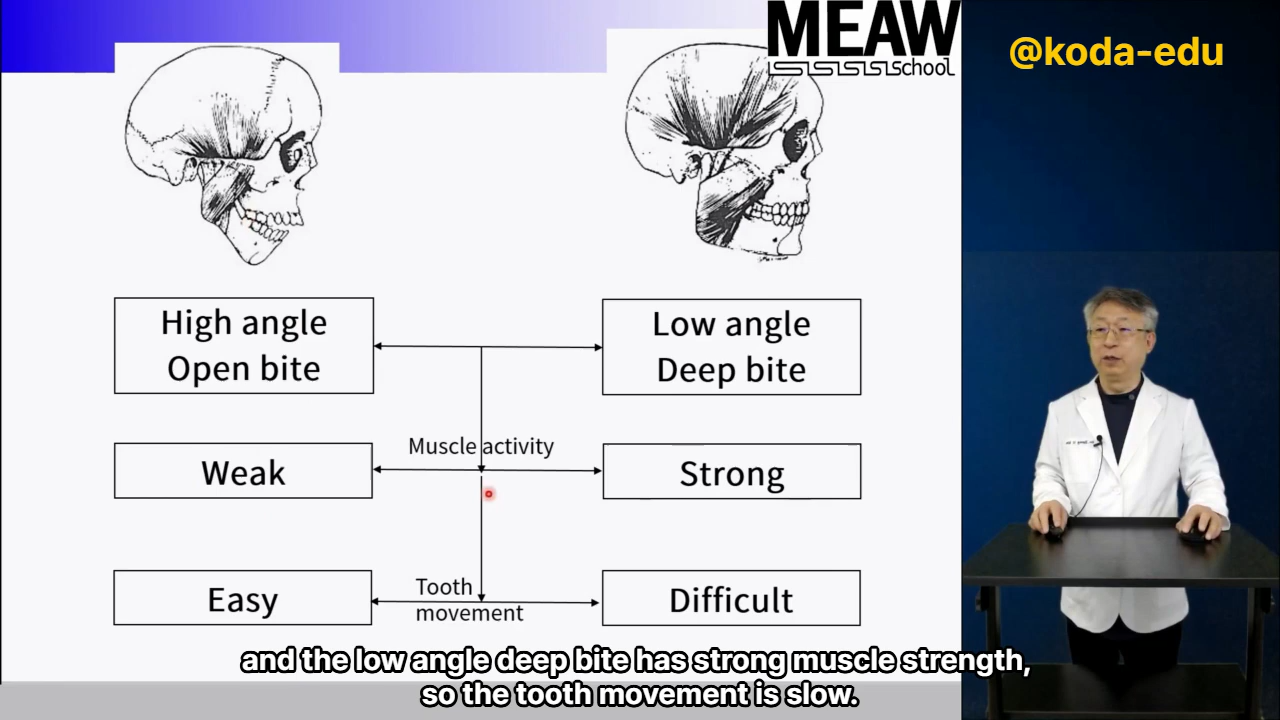 MEAW
school
@koda-edu
High angle
Open bite
Low angle
Deep bite
Muscle activity
Weak
Strong
Tooth
movement
Easy
Difficult
and the low angle deep bite has strong muscle strength,
so the tooth movement is slow.